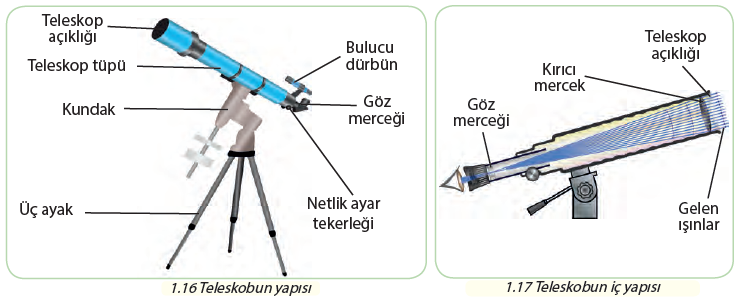 Teleskop
açıklığı
Teleskop tüpü
Kundak
Üç ayak
Bulucu
dürbün
Göz
merceği
Netlik ayar
tekerleği
1.16 Teleskobun yapısı
Teleskop
açıklığı
Kırıcı
mercek
Göz
merceği
Gelen
ışınlar
1.17 Teleskobun iç yapısı